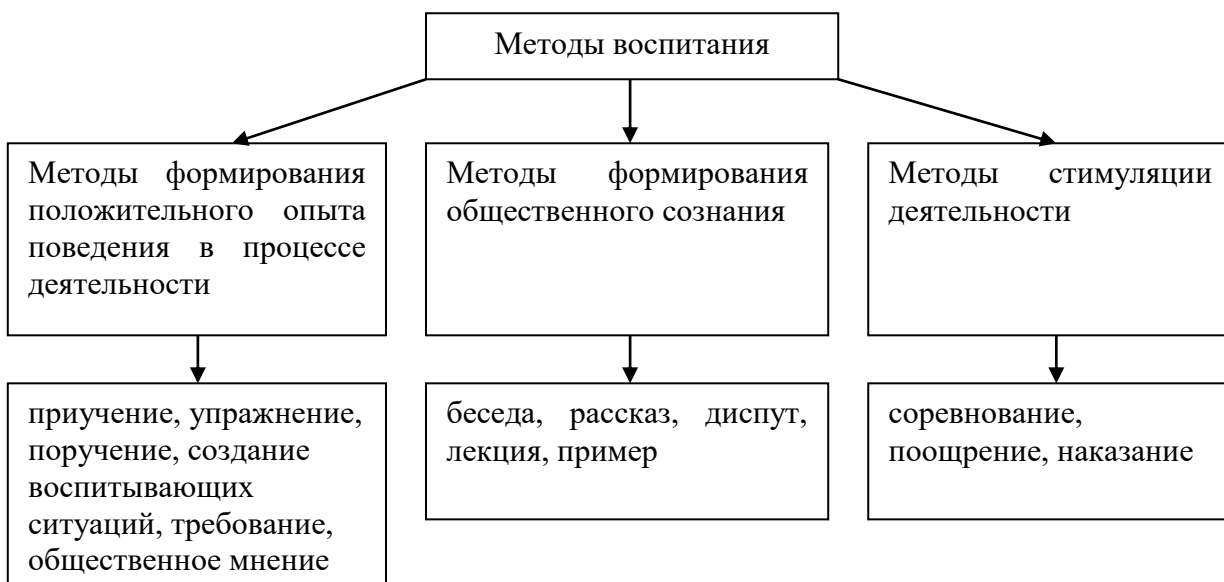 Методы воспитания
Методы формирования
положительного опыта
поведения в процессе
деятельности
Методы формирования
общественного сознания
Методы стимуляции
деятельности
приучение, упражнение,
поручение, создание
воспитывающих
ситуаций, требование,
общественное мнение
беседа, рассказ, диспут,
лекция, пример
соревнование,
поощрение, наказание